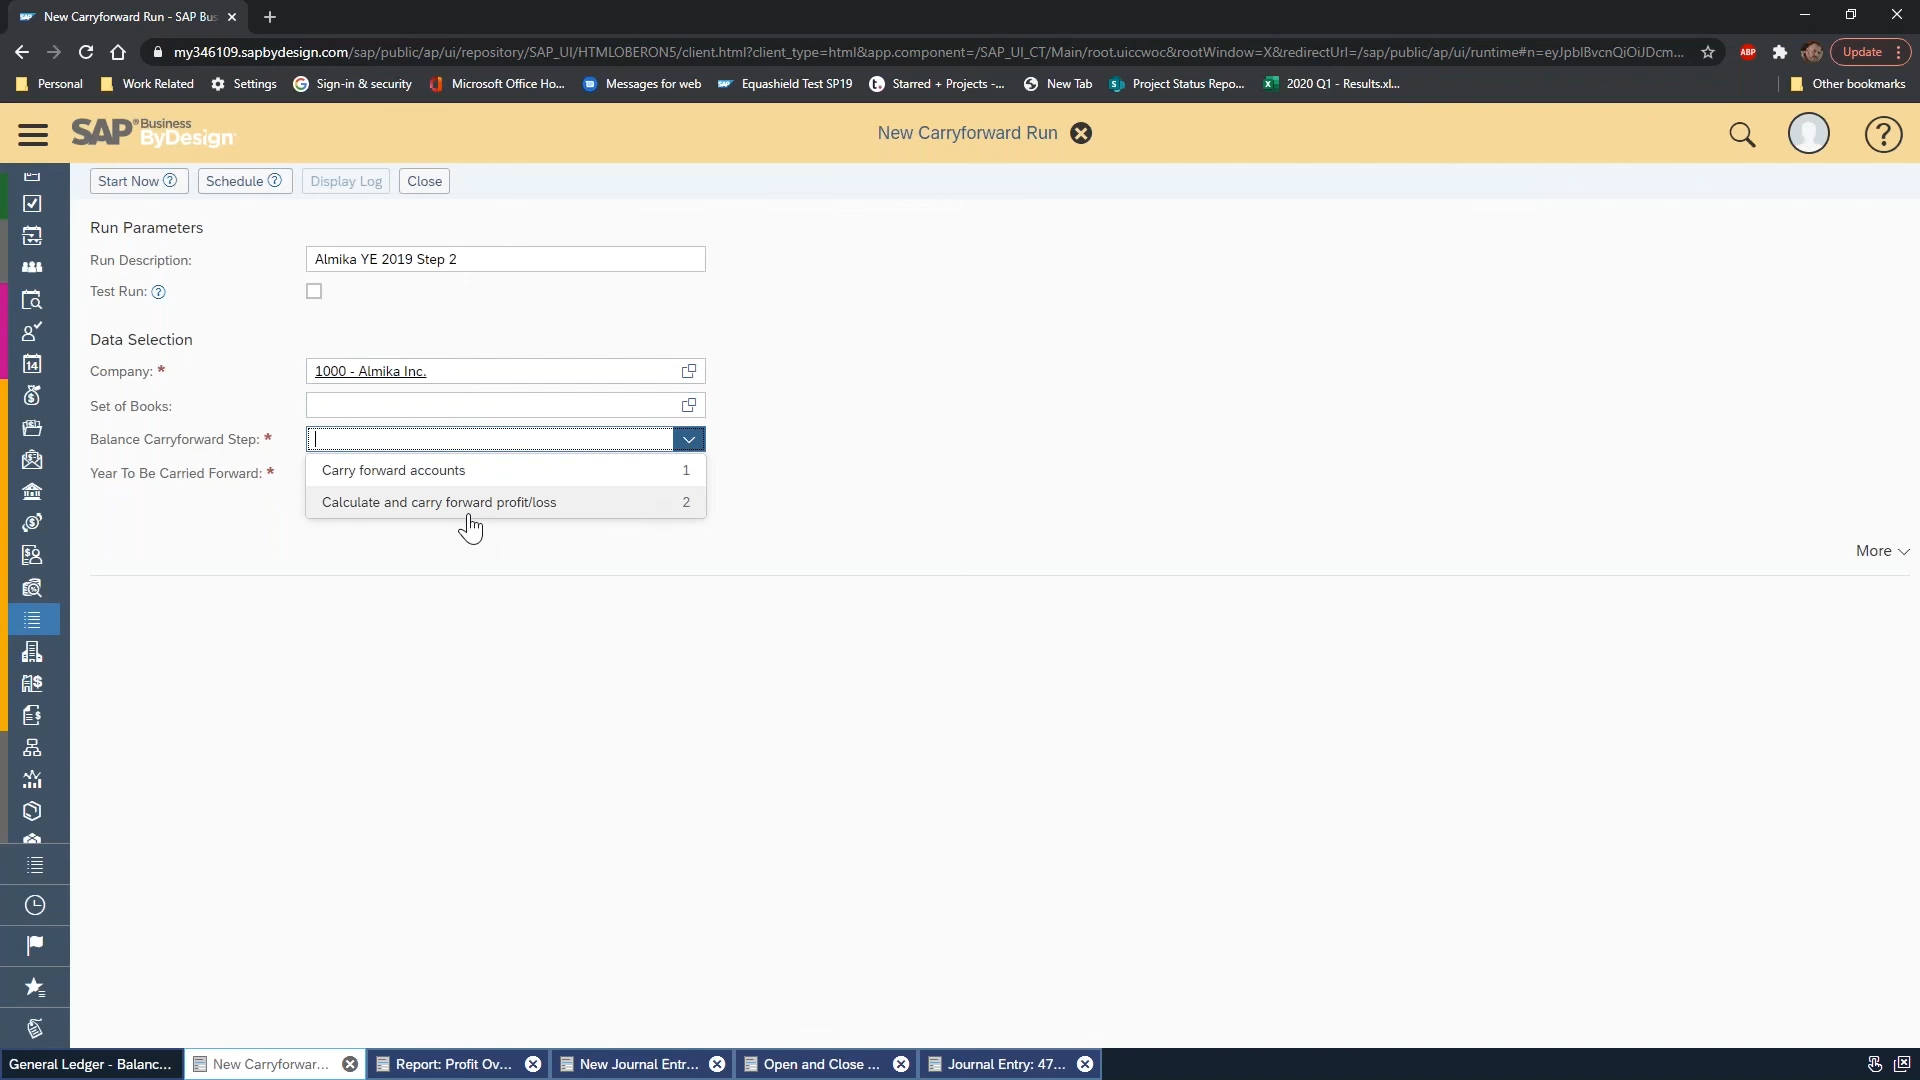 New Carryforward Run - SAP Bus
my346109.sapbydesign.com/sap/public/ap/ui/repository/SAP_UI/HTMLOBERON5/client.html?client_type=html&app.component=/SAP_UI_CT/Main/root.uiccwoc&rootWindow=X&redirectUrl=/sap/public/ap/ui/runtime#n=eyJpblBvcnQiOiJDcm...
ABP
Update
Personal
Work Related
Settings
Sign-in & security
Microsoft Office Ho...
Messages for web
Equashield Test SP19
Starred + Projects -...
New Tab
Project Status Repo...
2020 Q1 - Results.xl...
Other bookmarks
SAP Business ByDesign
New Carryforward Run
Start Now
Schedule
Display Log
Close
Run Parameters
Run Description:
Almika YE 2019 Step 2
Test Run:
Data Selection
Company: *
1000 - Almika Inc.
Set of Books:
Balance Carryforward Step: *
Year To Be Carried Forward: *
Carry forward accounts 1
Calculate and carry forward profit/loss 2
More
14
General Ledger - Balanc...
New Carryforwar...
Report: Profit Ov...
New Journal Entr...
Open and Close ...
Journal Entry: 47...